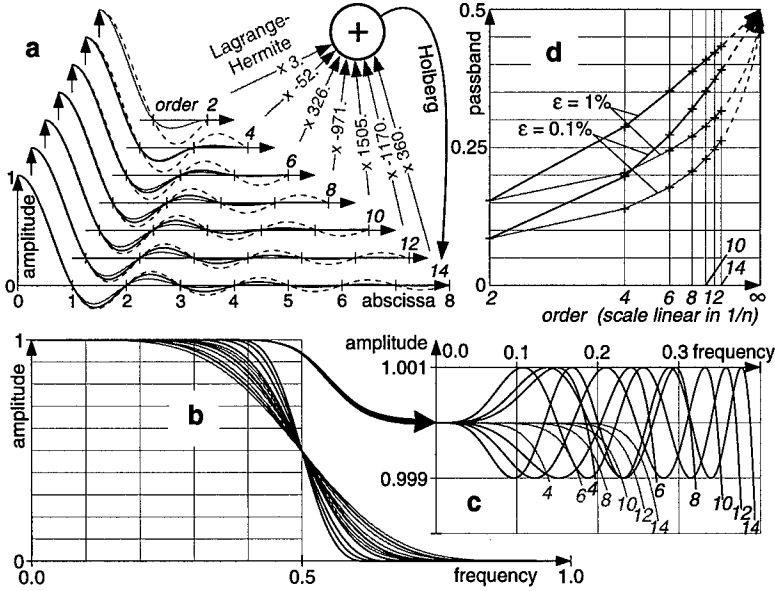 a
Lagrange-
Hermite
+
Holberg
x 3.
x -52.
x 326.
x -971.
x 1505.
x -1170.
x 360.
order 2
4
6
8
10
12
14
1
amplitude
0
1 2 3 4 5 6 abscissa 8
d
0.5
passband
0.25
0
ε = 1%
ε = 0.1%
10
14
2 4 6 8 12 ∞
order (scale linear in 1/n)
b
1
amplitude
0
0.0 0.5 frequency 1.0
c
amplitude
0.0 0.1 0.2 0.3 frequency
1.001
0.999
4 6 4 8 10 12 14 6 8 10 12 14